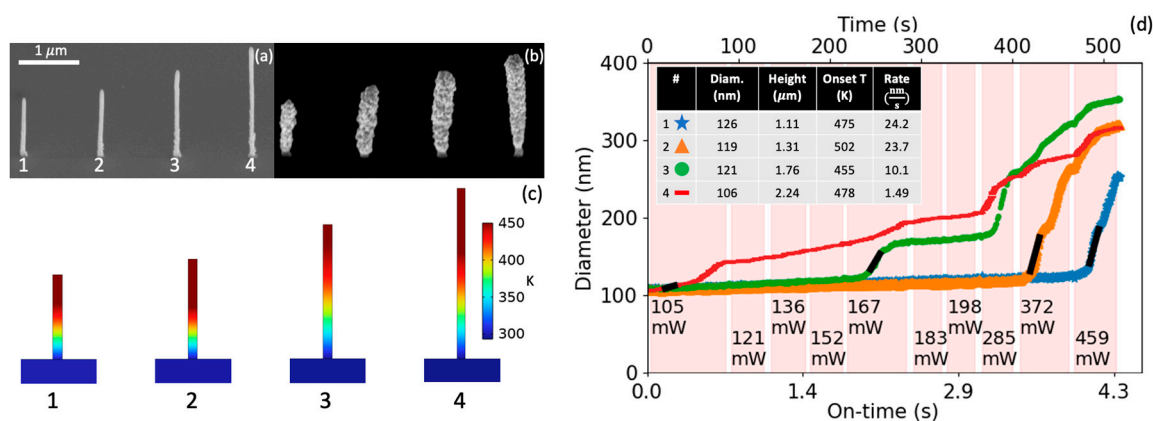 1 μm
(a)
(b)
1 2 3 4
(c)
450
400
K
350
300
1 2 3 4
Time (s)
(d)
0 100 200 300 400 500
Diameter (nm)
400
300
200
100
0
# Diam. (nm) Height (μm) Onset T (K) Rate (nm/s)
1 126 1.11 475 24.2
2 119 1.31 502 23.7
3 121 1.76 455 10.1
4 106 2.24 478 1.49
105 mW
121 mW
136 mW
152 mW
167 mW
183 mW
198 mW
285 mW
372 mW
459 mW
0.0 1.4 2.9 4.3
On-time (s)